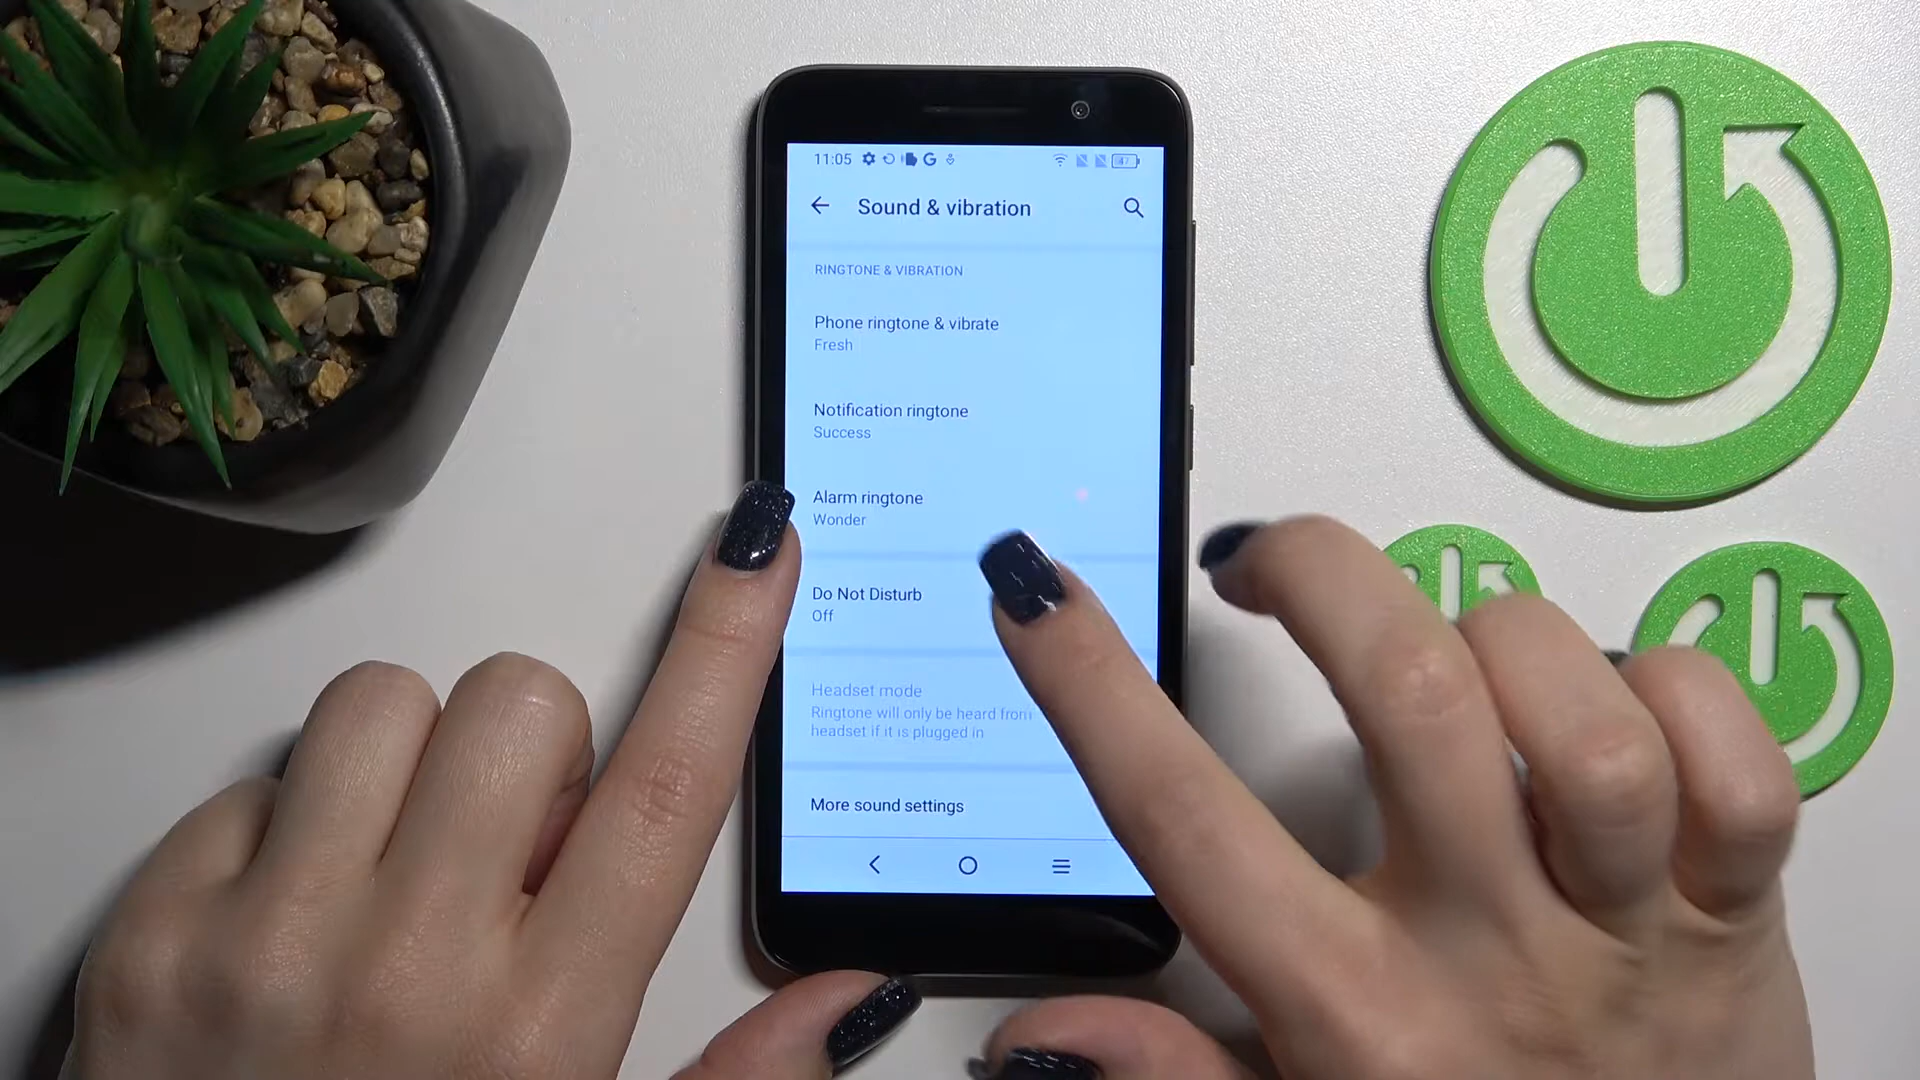 11:05
47
Sound & vibration
RINGTONE & VIBRATION
Phone ringtone & vibrate
Fresh
Notification ringtone
Success
Alarm ringtone
Wonder
Do Not Disturb
Off
Headset mode
Ringtone will only be heard from
headset if it is plugged in
More sound settings